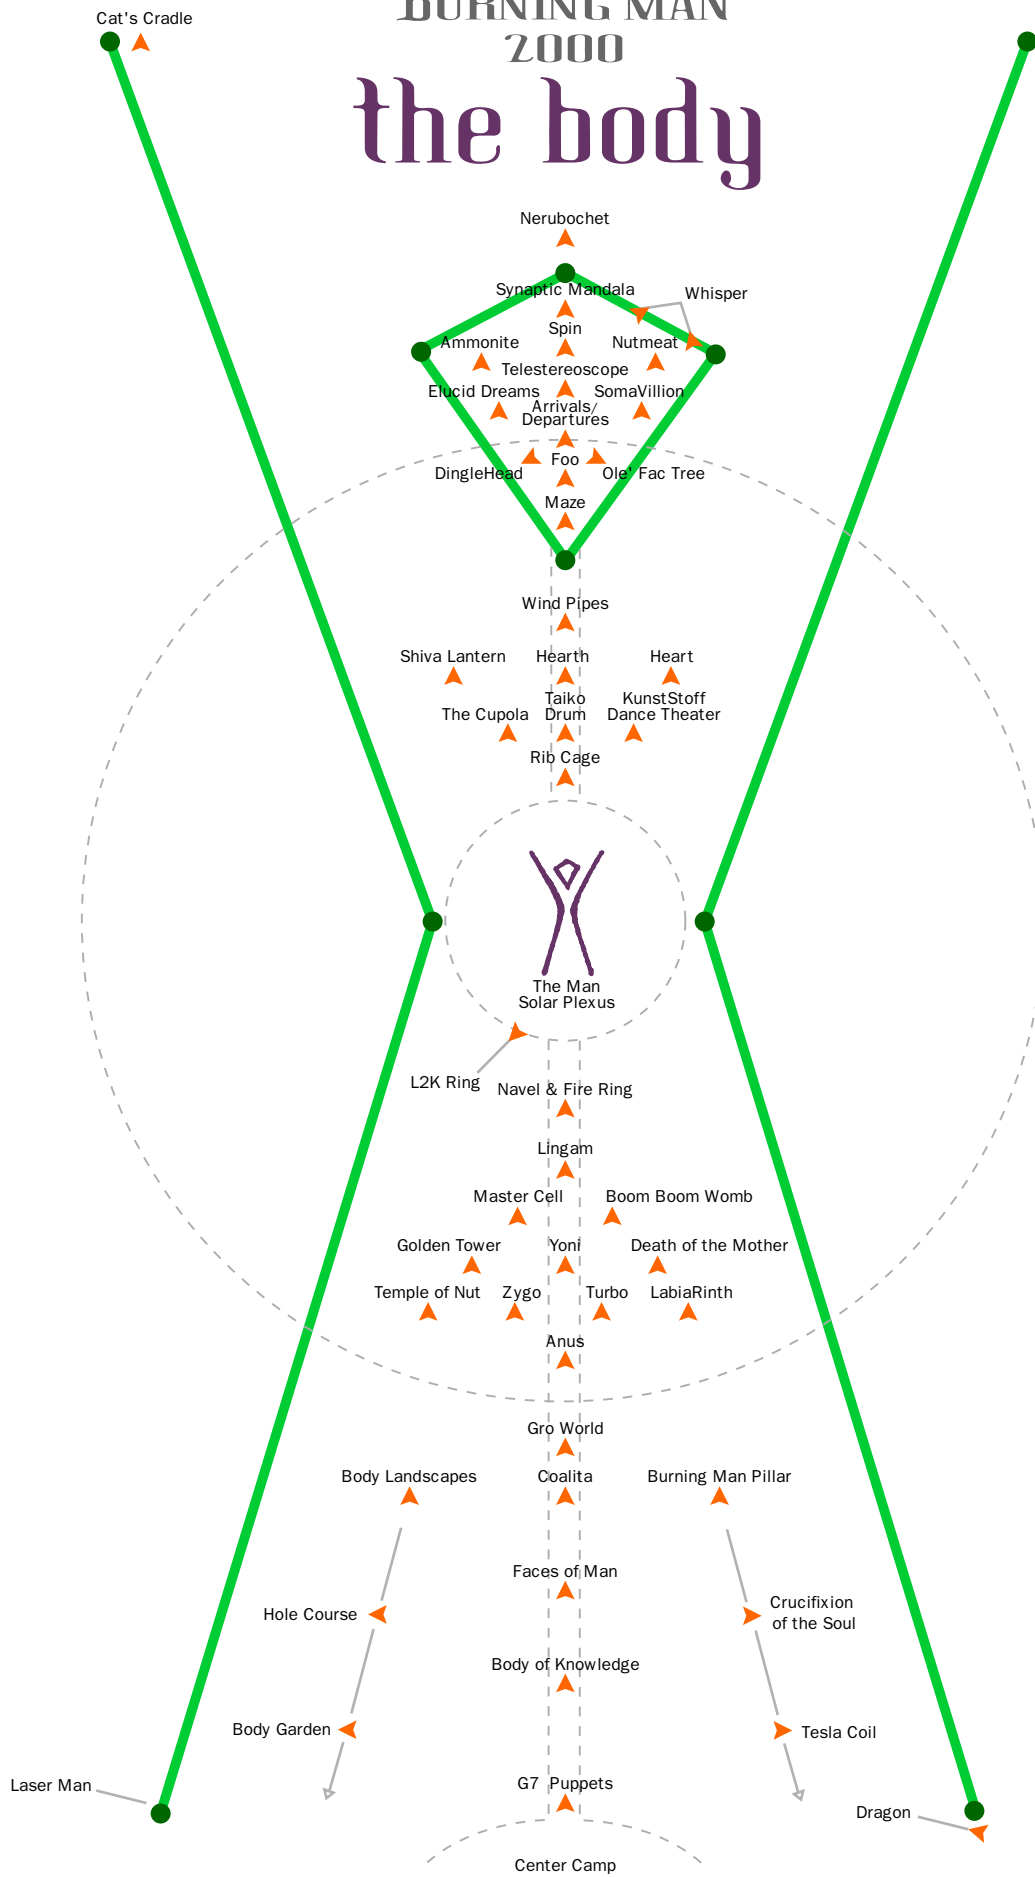 Cat's Cradle
BURNING MAN
2000
the body
Nerubochet
Synaptic Mandala
Whisper
Spin
Ammonite
Nutmeat
Telestereoscope
Elucid Dreams
SomaVillion
Arrivals/
Departures
Foo
DingleHead
Ole' Fac Tree
Maze
Wind Pipes
Shiva Lantern
Hearth
Heart
Taiko
Drum
KunstStoff
Dance Theater
The Cupola
Rib Cage
The Man
Solar Plexus
L2K Ring
Navel & Fire Ring
Lingam
Master Cell
Boom Boom Womb
Golden Tower
Yoni
Death of the Mother
Temple of Nut
Zygo
Turbo
LabiaRinth
Anus
Gro World
Body Landscapes
Coalita
Burning Man Pillar
Faces of Man
Hole Course
Crucifixion
of the Soul
Body of Knowledge
Body Garden
Tesla Coil
Laser Man
G7 Puppets
Dragon
Center Camp